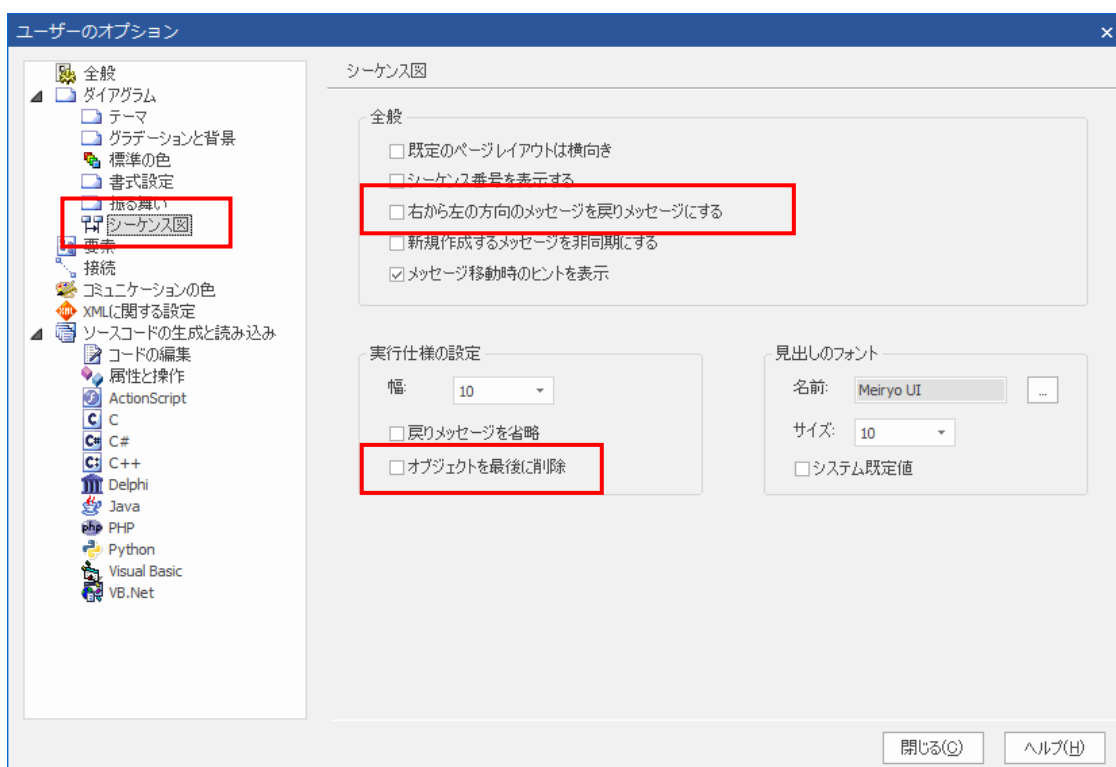 ユーザーのオプション
全般
ダイアグラム
テーマ
グラデーションと背景
標準の色
書式設定
振る舞い
シーケンス図
要素
接続
コミュニケーションの色
XMLに関する設定
ソースコードの生成と読み込み
コードの編集
属性と操作
ActionScript
C
C#
C++
Delphi
Java
PHP
Python
Visual Basic
VB.Net
シーケンス図
全般
既定のページレイアウトは横向き
シーケンス番号を表示する
右から左の方向のメッセージを戻りメッセージにする
新規作成するメッセージを非同期にする
メッセージ移動時のヒントを表示
実行仕様の設定
幅: 10
戻りメッセージを省略
オブジェクトを最後に削除
見出しのフォント
名前: Meiryo UI ...
サイズ: 10
システム既定値
閉じる(C) ヘルプ(H)